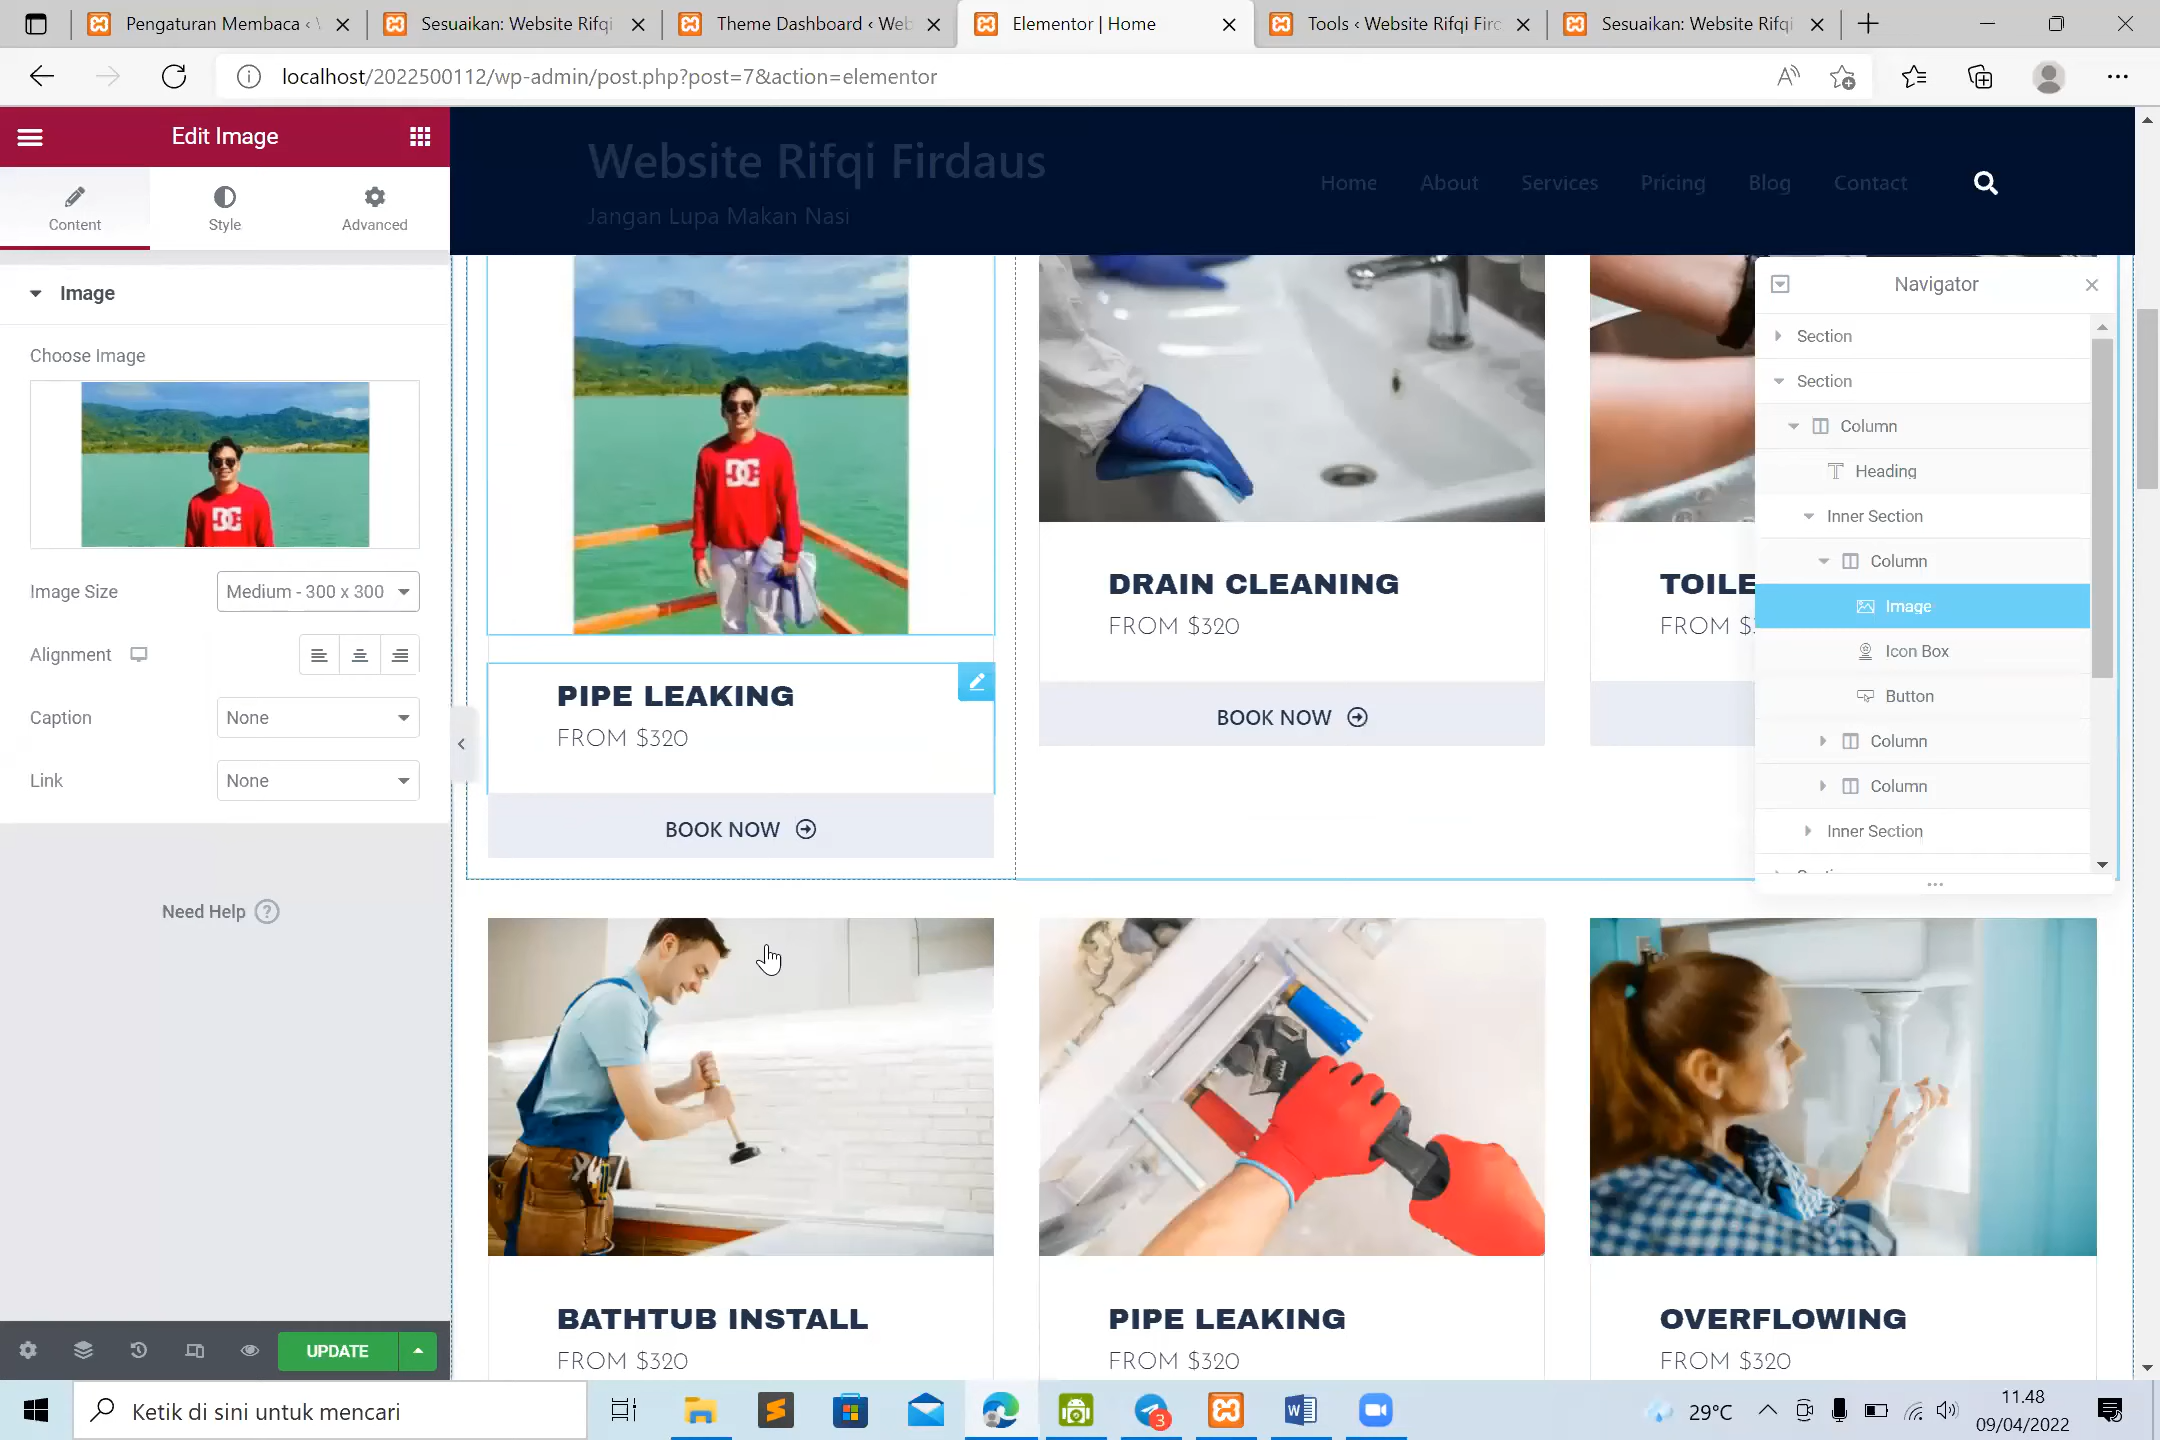 Pengaturan Membaca ‹
Sesuaikan: Website Rifqi
Theme Dashboard ‹ Web
Elementor | Home
Tools ‹ Website Rifqi Fird
Sesuaikan: Website Rifqi
localhost/2022500112/wp-admin/post.php?post=7&action=elementor
Edit Image
Content
Style
Advanced
Image
Choose Image
Image Size
Medium - 300 x 300
Alignment
Caption
None
Link
None
Need Help ?
UPDATE
Website Rifqi Firdaus
Jangan Lupa Makan Nasi
Home
About
Services
Pricing
Blog
Contact
DC
PIPE LEAKING
FROM $320
BOOK NOW
DRAIN CLEANING
FROM $320
BOOK NOW
TOILE
FROM $
Navigator
Section
Section
Column
Heading
Inner Section
Column
Image
Icon Box
Button
Column
Column
Inner Section
BATHTUB INSTALL
FROM $320
PIPE LEAKING
FROM $320
OVERFLOWING
FROM $320
Ketik di sini untuk mencari
3
29°C
11.48
09/04/2022